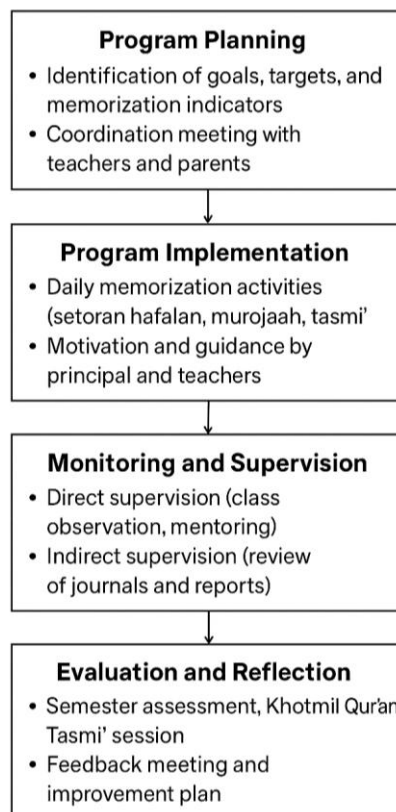 Program Planning
• Identification of goals, targets, and
memorization indicators
• Coordination meeting with
teachers and parents
Program Implementation
• Daily memorization activities
(setoran hafalan, murojaah, tasmi’
• Motivation and guidance by
principal and teachers
Monitoring and Supervision
• Direct supervision (class
observation, mentoring)
• Indirect supervision (review
of journals and reports)
Evaluation and Reflection
• Semester assessment, Khotmil Qur’an
Tasmi’ session
• Feedback meeting and
improvement plan